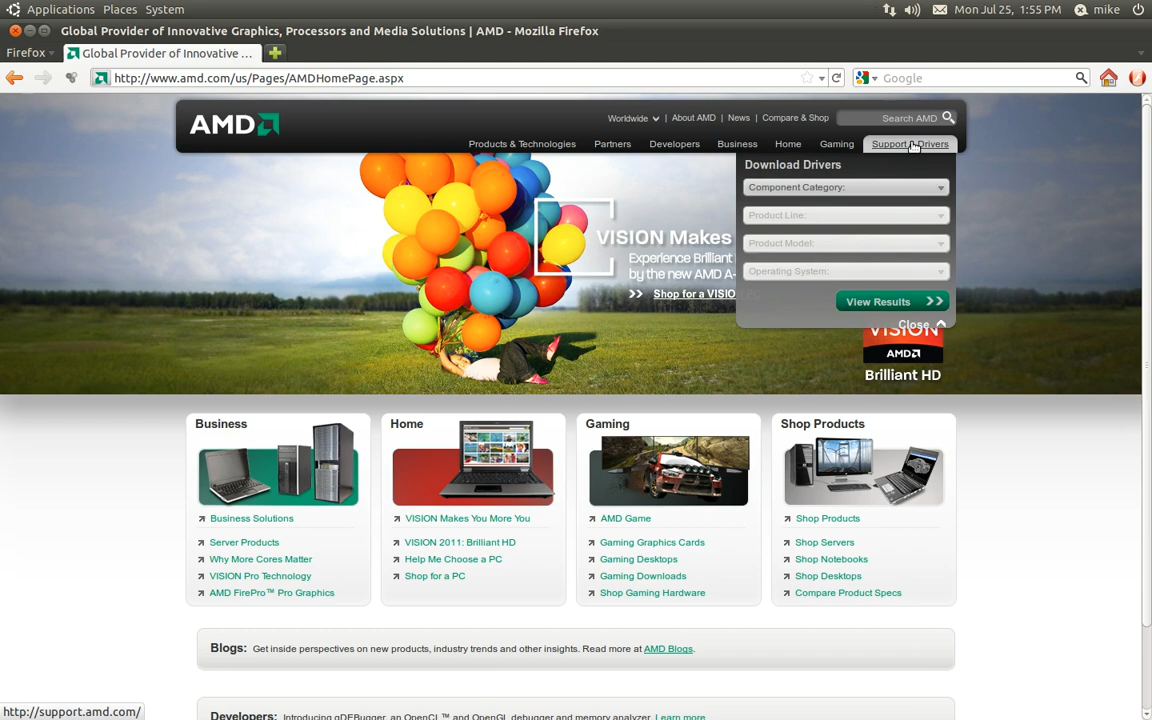 Applications Places System
Mon Jul 25, 1:55 PM mike
Global Provider of Innovative Graphics, Processors and Media Solutions | AMD - Mozilla Firefox
Firefox
Global Provider of Innovative ...
http://www.amd.com/us/Pages/AMDHomePage.aspx
Google
AMD
Worldwide | About AMD | News | Compare & Shop
Search AMD
Products & Technologies Partners Developers Business Home Gaming Support & Drivers
Download Drivers
Component Category:
Product Line:
Product Model:
Operating System:
View Results
Close
VISION Makes
Experience Brilliant
by the new AMD A-
Shop for a VISION PC
VISION
AMD
Brilliant HD
Business
Business Solutions
Server Products
Why More Cores Matter
VISION Pro Technology
AMD FirePro™ Pro Graphics
Home
VISION Makes You More You
VISION 2011: Brilliant HD
Help Me Choose a PC
Shop for a PC
Gaming
AMD Game
Gaming Graphics Cards
Gaming Desktops
Gaming Downloads
Shop Gaming Hardware
Shop Products
Shop Products
Shop Servers
Shop Notebooks
Shop Desktops
Compare Product Specs
Blogs: Get inside perspectives on new products, industry trends and other insights. Read more at AMD Blogs.
Developers: Introducing gDEBugger, an OpenCL™ and OpenGL debugger and memory analyzer. Learn more
http://support.amd.com/